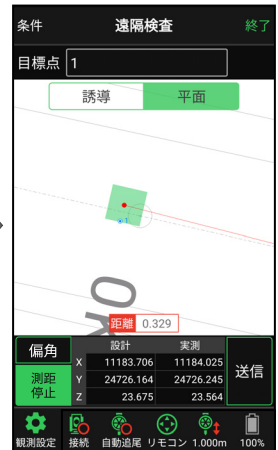 条件 遠隔検査 終了
目標点 1
誘導 平面
距離 0.329
偏角 設計 実測
X 11183.706 11184.025
測距停止 Y 24726.164 24726.245 送信
Z 23.675 23.564
観測設定 接続 自動追尾 リモコン 1.000m 100%